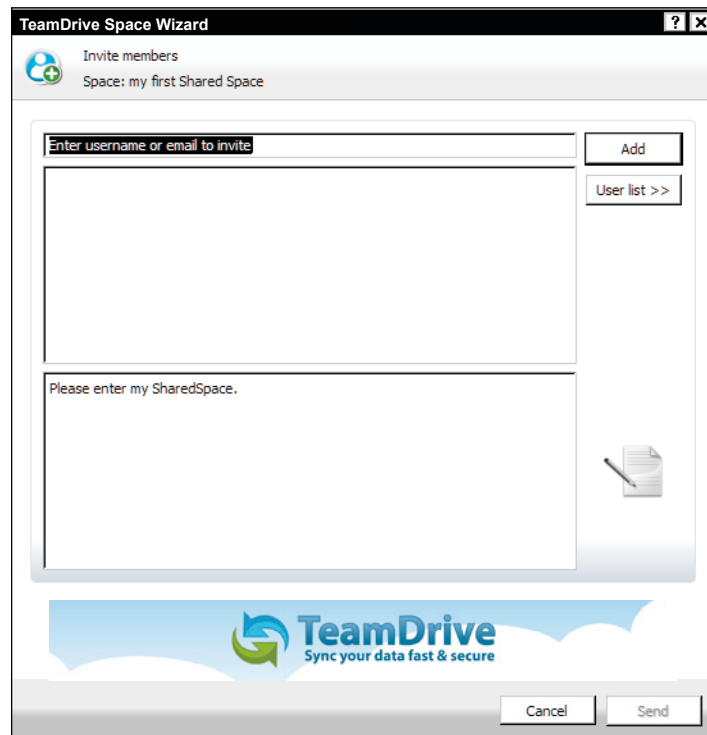 TeamDrive Space Wizard
Invite members
Space: my first Shared Space
Enter username or email to invite
Add
User list >>
Please enter my SharedSpace.
TeamDrive
Sync your data fast & secure
Cancel
Send